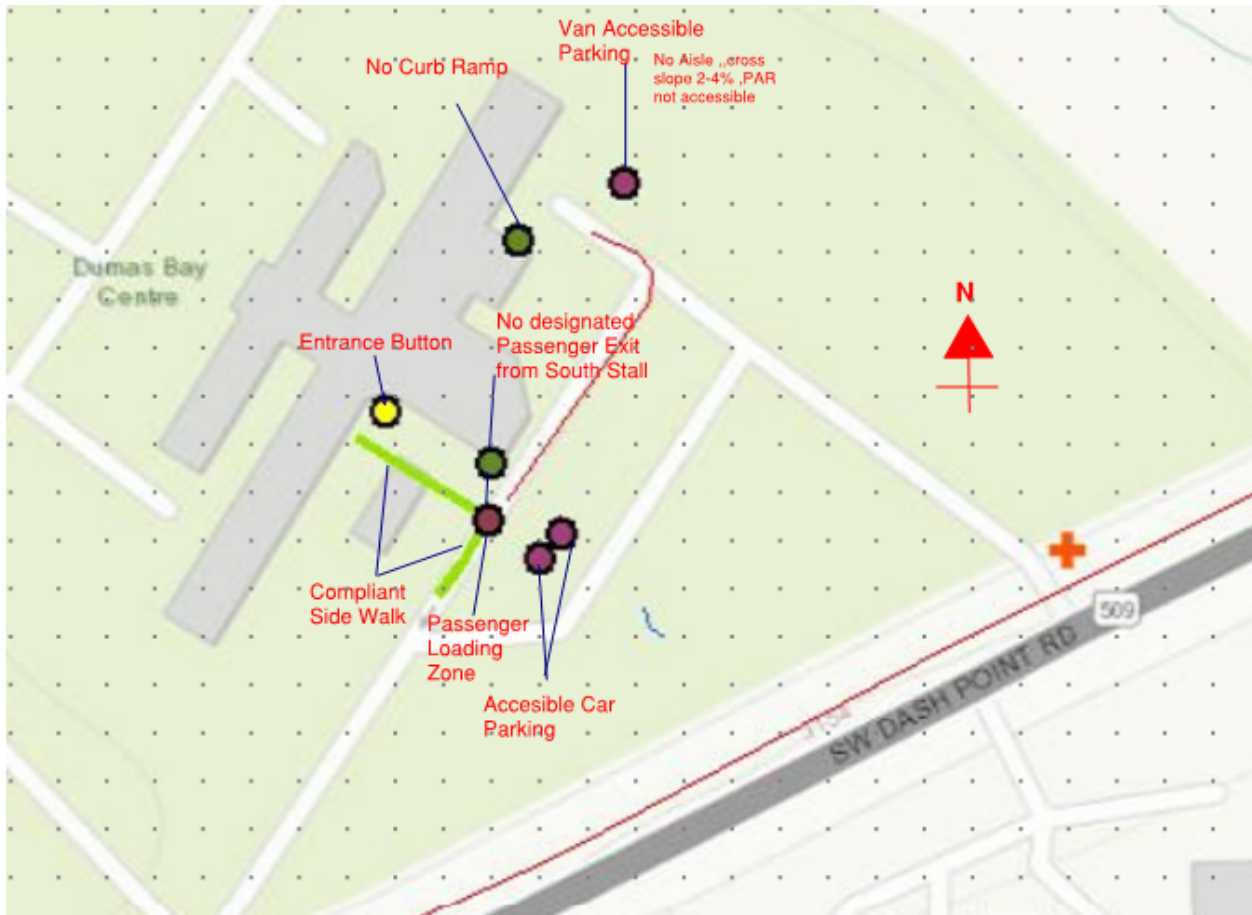 Van Accessible
Parking
No Aisle ,,cross
slope 2-4% ,PAR
not accessible
No Curb Ramp
Dumas Bay
Centre
N
No designated
Passenger Exit
from South Stall
Entrance Button
Compliant
Side Walk
Passenger
Loading
Zone
Accesible Car
Parking
509
SW DASH POINT RD